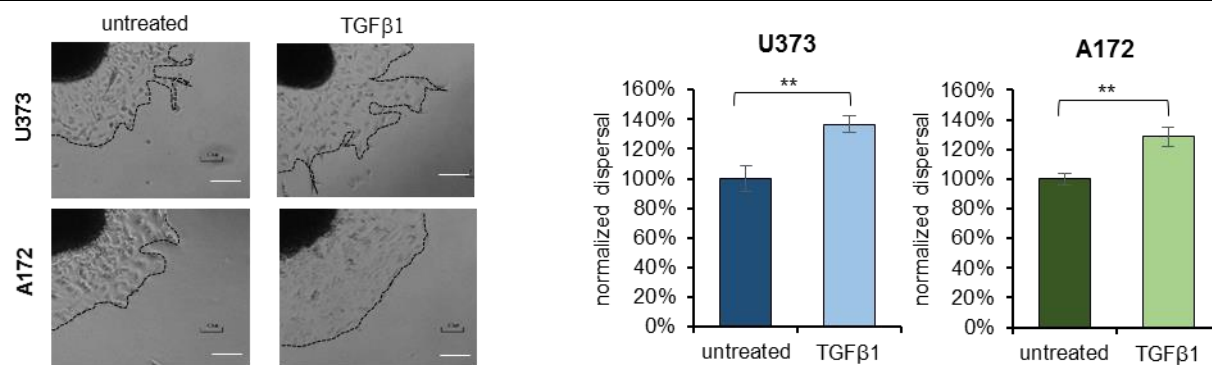 untreated
TGFβ1
U373
A172
U373
normalized dispersal
160%
140%
120%
100%
80%
60%
40%
20%
0%
**
untreated
TGFβ1
A172
normalized dispersal
160%
140%
120%
100%
80%
60%
40%
20%
0%
**
untreated
TGFβ1